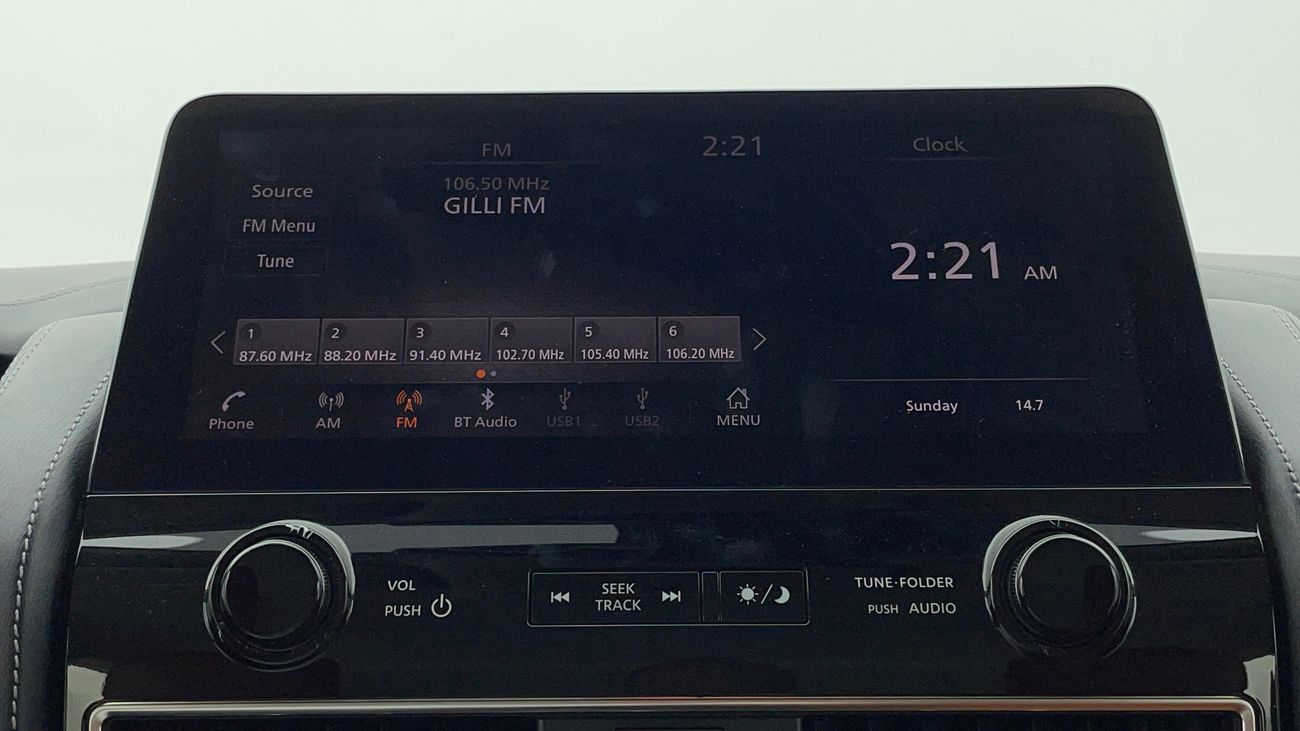 FM
2:21
Clock
Source
FM Menu
Tune
106.50 MHz
GILLI FM
2:21 AM
1
87.60 MHz
2
88.20 MHz
3
91.40 MHz
4
102.70 MHz
5
105.40 MHz
6
106.20 MHz
Phone
AM
FM
BT Audio
USB1
USB2
MENU
Sunday 14.7
VOL
PUSH
SEEK
TRACK
TUNE·FOLDER
PUSH AUDIO